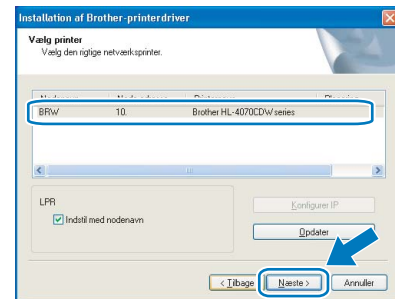 Installation af Brother-printerdriver
Vælg printer
Vælg den rigtige netværksprinter.
BRW 10. Brother HL-4070CDW series
LPR
Indstil med nodenavn
Konfigurer IP
Opdater
< Tilbage Næste > Annuller